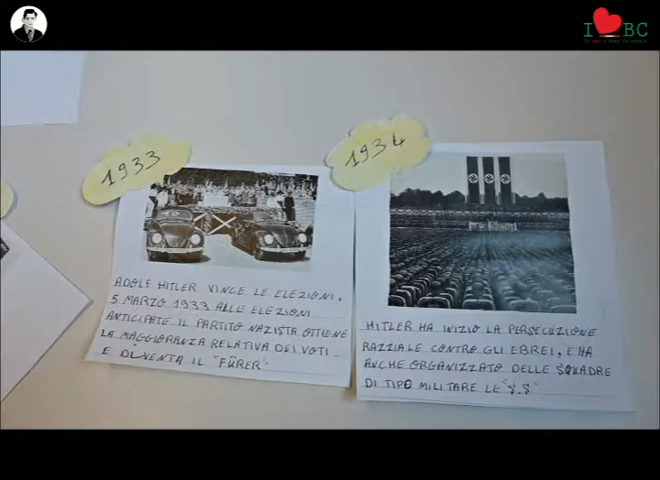 I BC
1933
ADOLF HITLER VINCE LE ELEZIONI.
5 MARZO 1933 ALLE ELEZIONI
ANTICIPATE IL PARTITO NAZISTA OTTIENE
LA MAGGIORANZA RELATIVA DEI VOTI.
E DIVENTA IL "FÜRER"
1934
HITLER HA INIZIO LA PERSECUZIONE
RAZZIALE CONTRO GLI EBREI, E HA
ANCHE ORGANIZZATO DELLE SQUADRE
DI TIPO MILITARE LE "S.S"